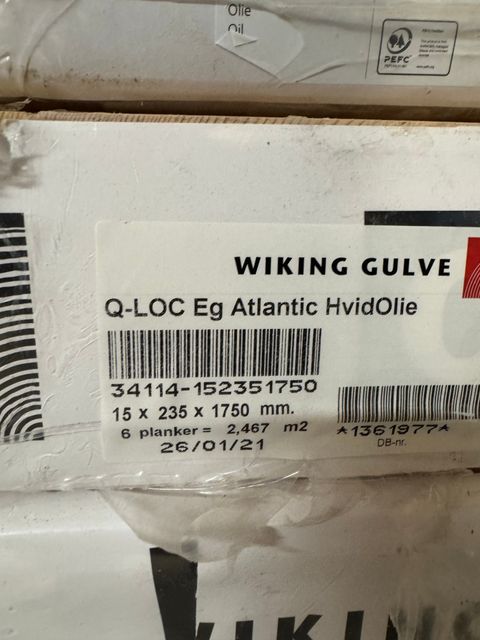 Olie
Oil
PEFC
WIKING GULVE
Q-LOC Eg Atlantic HvidOlie
34114-152351750
15 x 235 x 1750 mm.
6 planker = 2,467 m2
*1361977*
26/01/21
DB-nr.
WIKIN